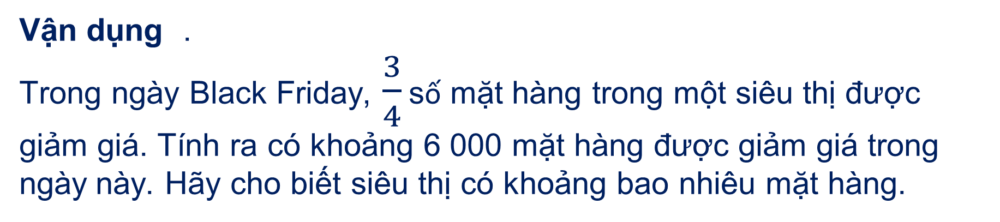 Vận dụng .
Trong ngày Black Friday, 3/4 số mặt hàng trong một siêu thị được
giảm giá. Tính ra có khoảng 6 000 mặt hàng được giảm giá trong
ngày này. Hãy cho biết siêu thị có khoảng bao nhiêu mặt hàng.